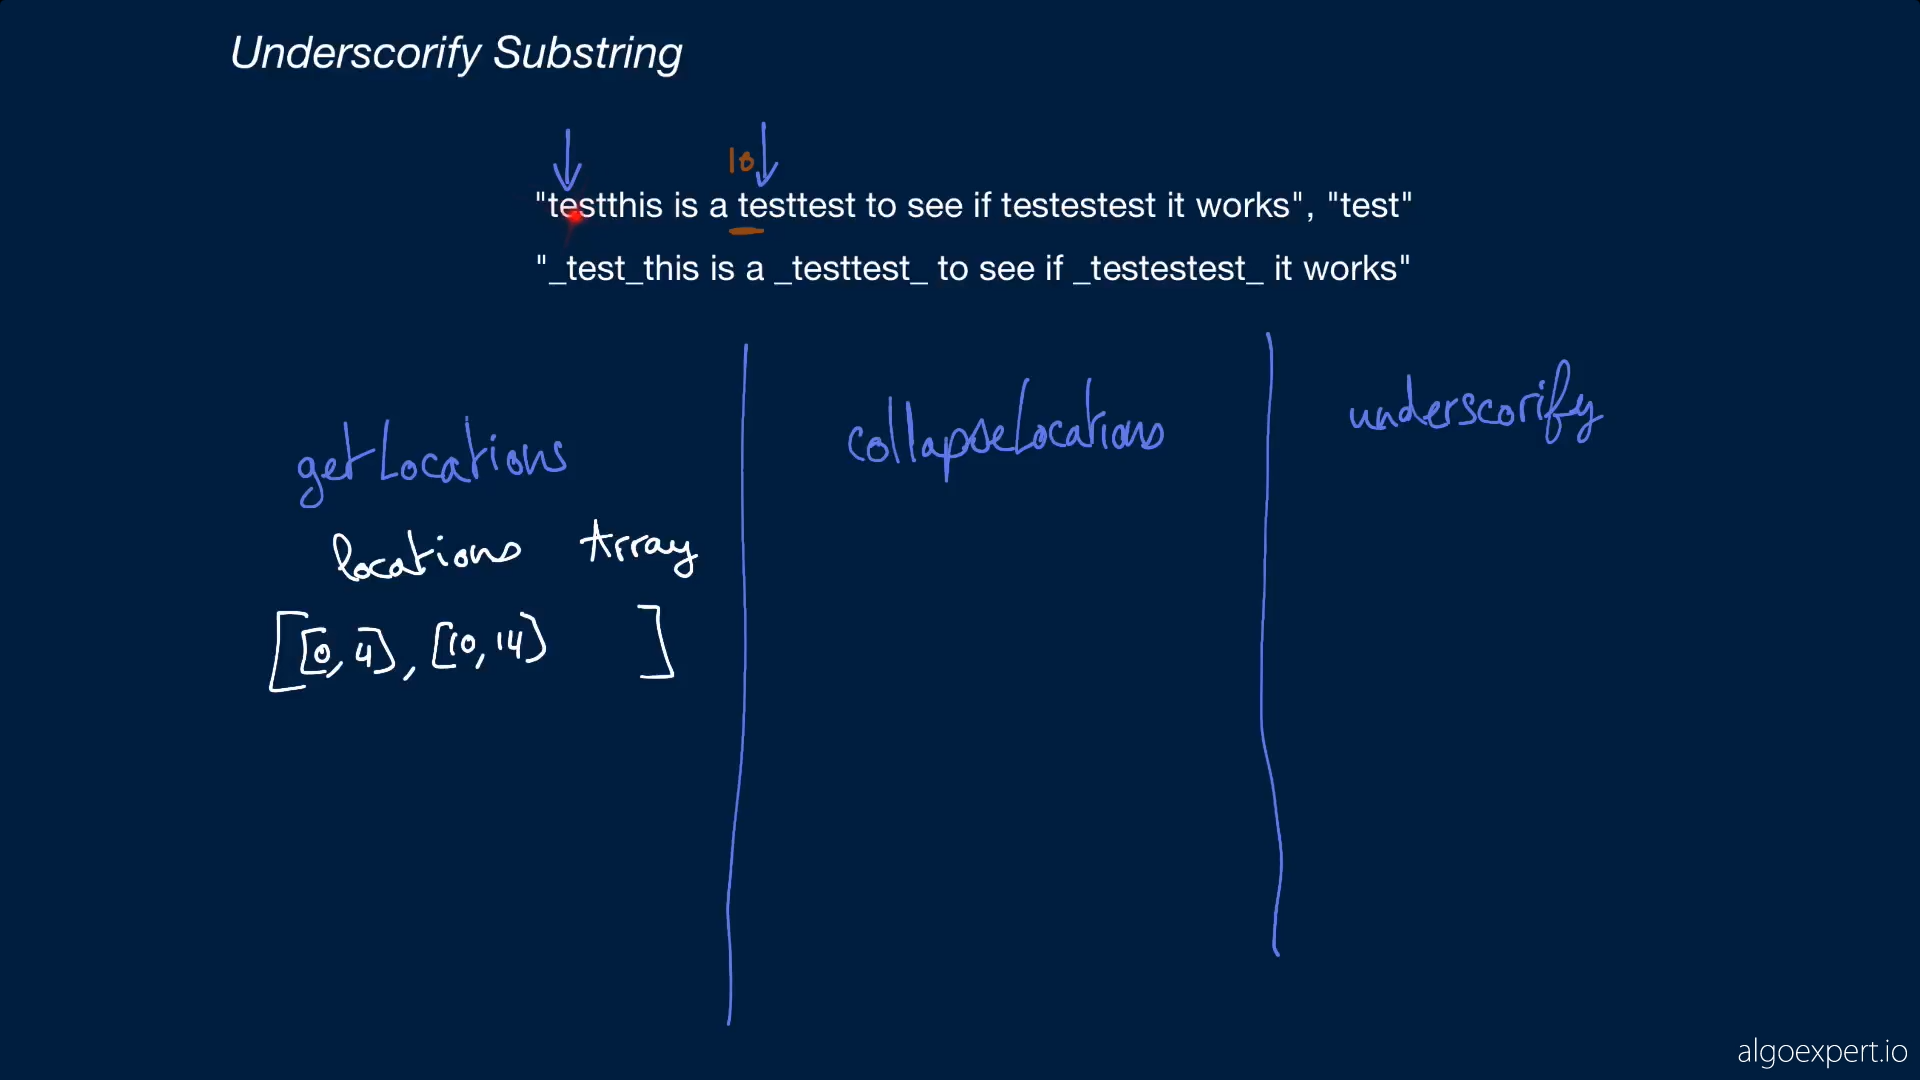 Underscorify Substring
10
"testthis is a testtest to see if testestest it works", "test"
"_test_this is a _testtest_ to see if _testestest_ it works"
getLocations
collapseLocations
underscorify
locations Array
[[0, 4], [10, 14] ]
algoexpert.io